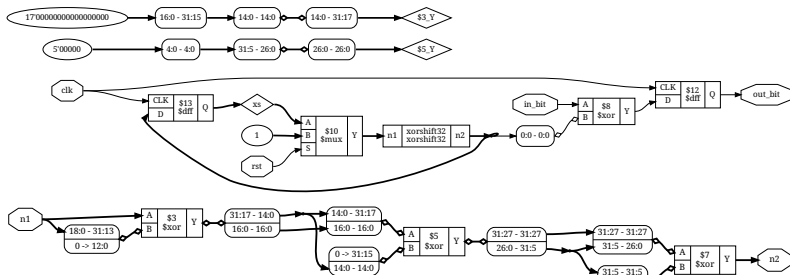 17'00000000000000000 16:0 - 31:15 14:0 - 14:0 14:0 - 31:17 $3_Y
5'00000 4:0 - 4:0 31:5 - 26:0 26:0 - 26:0 $5_Y
clk
CLK D $13 $dff Q
xs
1
rst
A B S $10 $mux Y
n1 xorshift32 xorshift32 n2
in_bit
0:0 - 0:0
A B $8 $xor Y
CLK D $12 $dff Q
out_bit
n1
18:0 - 31:13
0 -> 12:0
A B $3 $xor Y
31:17 - 14:0
16:0 - 16:0
14:0 - 31:17
16:0 - 16:0
0 -> 31:15
14:0 - 14:0
A B $5 $xor Y
31:27 - 31:27
26:0 - 31:5
31:27 - 31:27
31:5 - 26:0
31:5 - 31:5
A B $7 $xor Y
n2